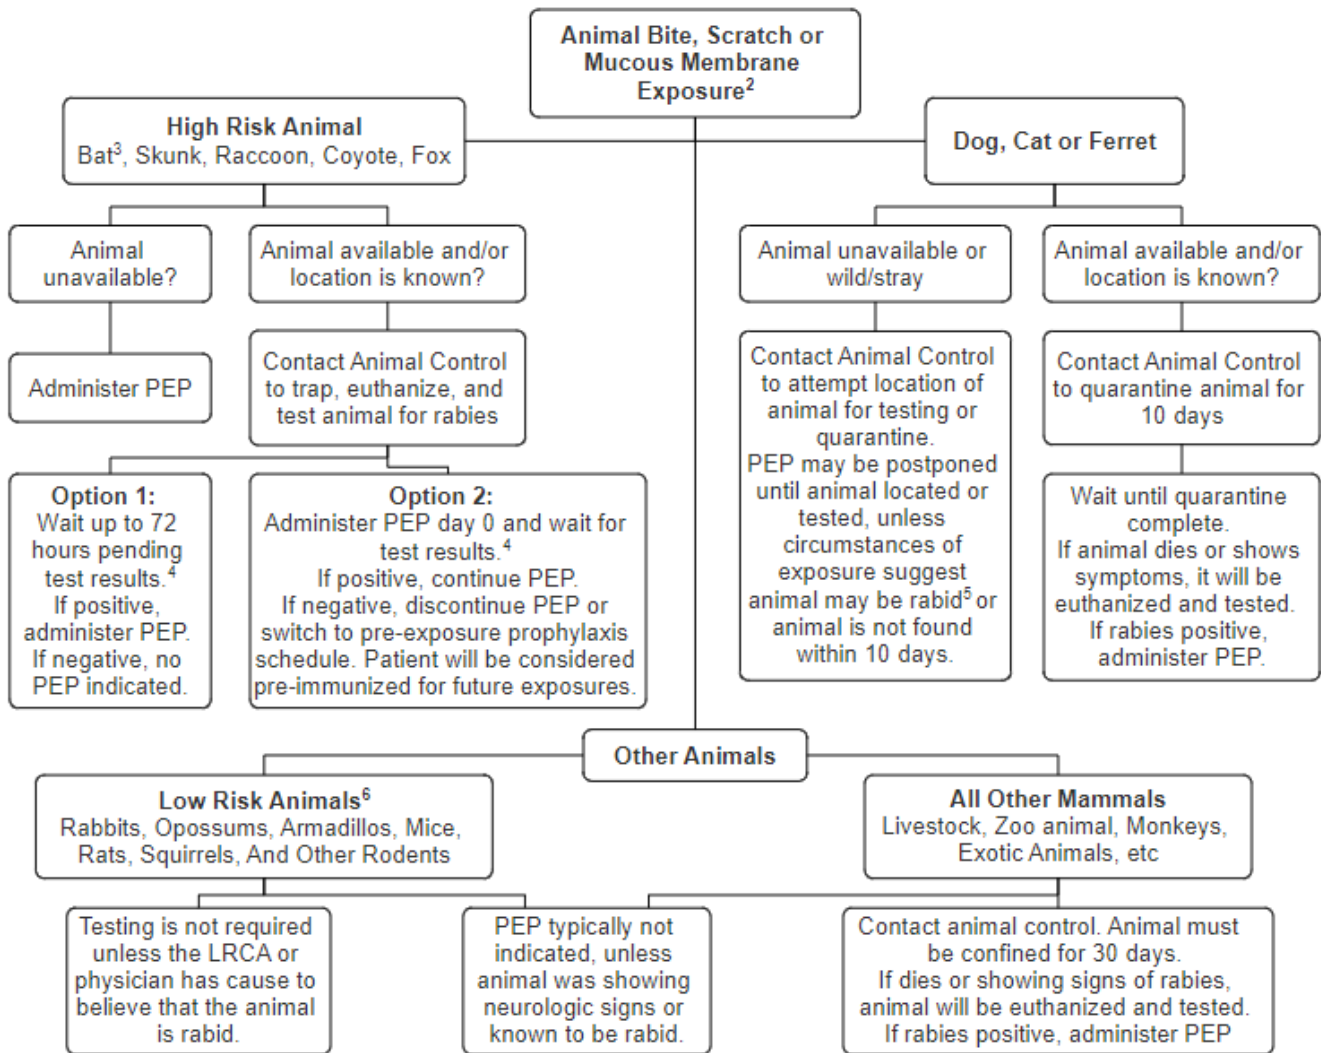 Animal Bite, Scratch or
Mucous Membrane
Exposure²
High Risk Animal
Bat³, Skunk, Raccoon, Coyote, Fox
Dog, Cat or Ferret
Animal
unavailable?
Animal available and/or
location is known?
Animal unavailable or
wild/stray
Animal available and/or
location is known?
Administer PEP
Contact Animal Control
to trap, euthanize, and
test animal for rabies
Contact Animal Control
to attempt location of
animal for testing or
quarantine.
PEP may be postponed
until animal located or
tested, unless
circumstances of
exposure suggest
animal may be rabid⁵ or
animal is not found
within 10 days.
Contact Animal Control
to quarantine animal for
10 days
Option 1:
Wait up to 72
hours pending
test results.⁴
If positive,
administer PEP.
If negative, no
PEP indicated.
Option 2:
Administer PEP day 0 and wait for
test results.⁴
If positive, continue PEP.
If negative, discontinue PEP or
switch to pre-exposure prophylaxis
schedule. Patient will be considered
pre-immunized for future exposures.
Wait until quarantine
complete.
If animal dies or shows
symptoms, it will be
euthanized and tested.
If rabies positive,
administer PEP.
Other Animals
Low Risk Animals⁶
Rabbits, Opossums, Armadillos, Mice,
Rats, Squirrels, And Other Rodents
All Other Mammals
Livestock, Zoo animal, Monkeys,
Exotic Animals, etc
Testing is not required
unless the LRCA or
physician has cause to
believe that the animal
is rabid.
PEP typically not
indicated, unless
animal was showing
neurologic signs or
known to be rabid.
Contact animal control. Animal must
be confined for 30 days.
If dies or showing signs of rabies,
animal will be euthanized and tested.
If rabies positive, administer PEP